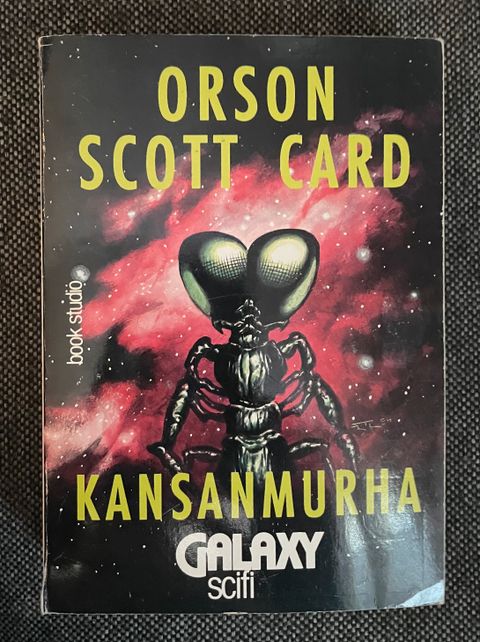 ORSON
SCOTT CARD
book studio
KANSANMURHA
GALAXY
scifi